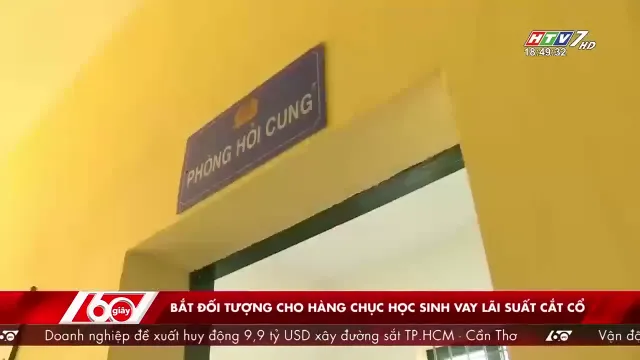 HTV7 HD
18:49:32
PHÒNG HỎI CUNG
60 giây
BẮT ĐỐI TƯỢNG CHO HÀNG CHỤC HỌC SINH VAY LÃI SUẤT CẮT CỔ
60s Doanh nghiệp đề xuất huy động 9,9 tỷ USD xây đường sắt TP.HCM - Cần Thơ 60s Vận đ